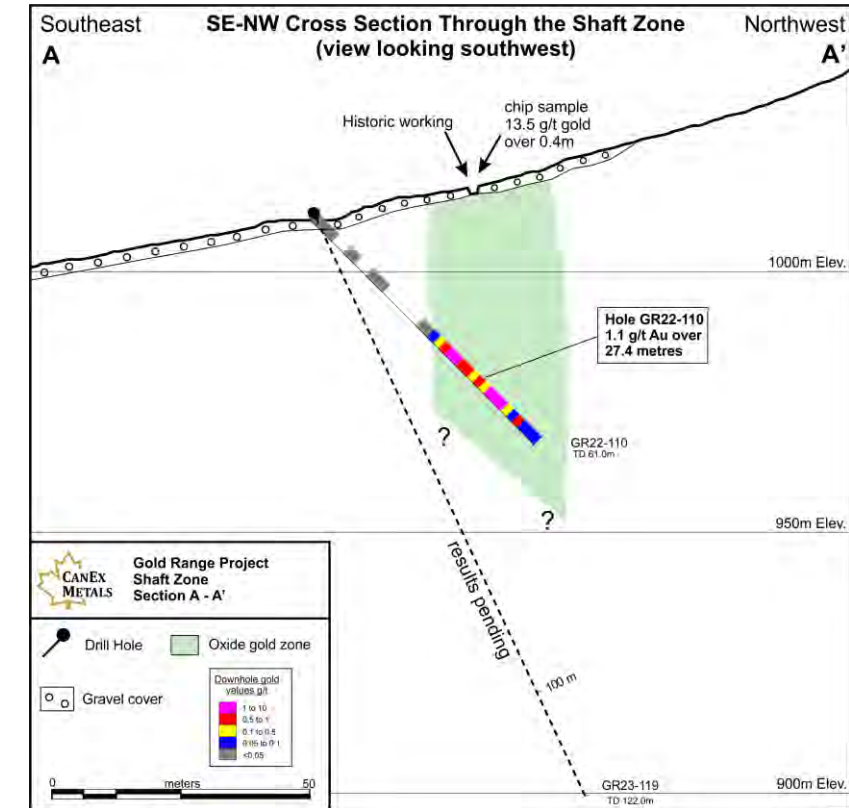 Southeast
SE-NW Cross Section Through the Shaft Zone
Northwest
A
(view looking southwest)
A'
Historic working
chip sample
13.5 g/t gold
over 0.4m
1000m Elev.
Hole GR22-110
1.1 g/t Au over
27.4 metres
?
GR22-110
TD 61.0m
?
950m Elev.
results pending
100 m
CANEX
METALS
Gold Range Project
Shaft Zone
Section A - A'
Drill Hole
Oxide gold zone
Gravel cover
Downhole gold
values g/t
1 to 10
0.5 to 1
0.1 to 0.5
0.05 to 0.1
<0.05
0
meters
50
GR23-119
TD 122.0m
900m Elev.